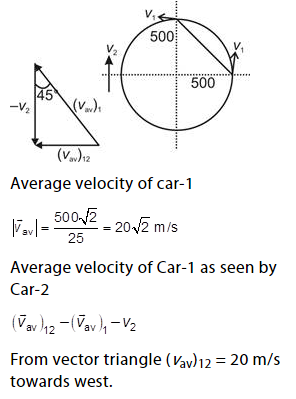 V₁
500
V₁
V₂
500
−V₂
45°
(Vₐᵥ)₁
(Vₐᵥ)₁₂
Average velocity of car-1
|V̄ₐᵥ| = 500√2 / 25 = 20√2 m/s
Average velocity of Car-1 as seen by
Car-2
(V̄ₐᵥ)₁₂ −(V̄ₐᵥ)₁ −V₂
From vector triangle (vₐᵥ)12 = 20 m/s
towards west.